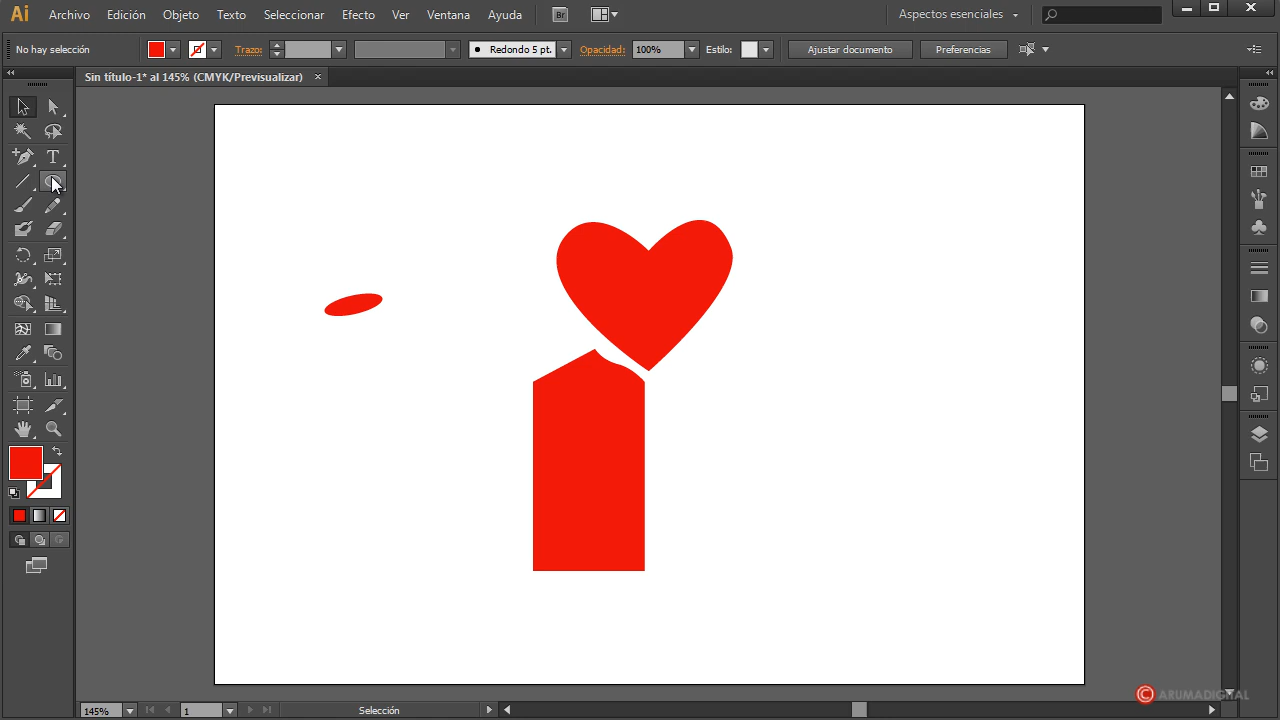 Ai Archivo Edición Objeto Texto Seleccionar Efecto Ver Ventana Ayuda Br Aspectos esenciales
No hay selección Trazo: Redondo 5 pt. Opacidad: 100% Estilo: Ajustar documento Preferencias
Sin título-1* al 145% (CMYK/Previsualizar) ×
T
© ARUMADIGITAL
145% 1 Selección